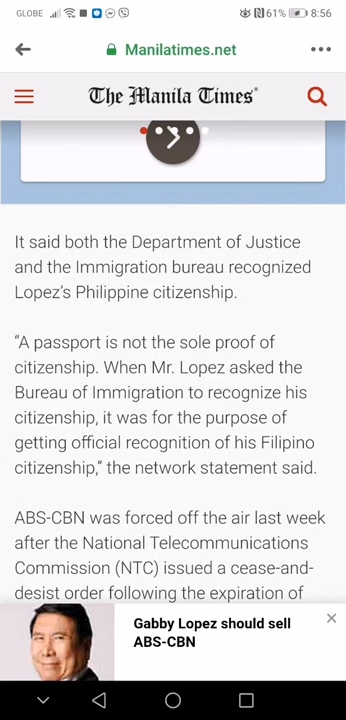 GLOBE 61% 8:56
Manilatimes.net
The Manila Times
It said both the Department of Justice
and the Immigration bureau recognized
Lopez's Philippine citizenship.
“A passport is not the sole proof of
citizenship. When Mr. Lopez asked the
Bureau of Immigration to recognize his
citizenship, it was for the purpose of
getting official recognition of his Filipino
citizenship,” the network statement said.
ABS-CBN was forced off the air last week
after the National Telecommunications
Commission (NTC) issued a cease-and-
desist order following the expiration of
Gabby Lopez should sell
ABS-CBN